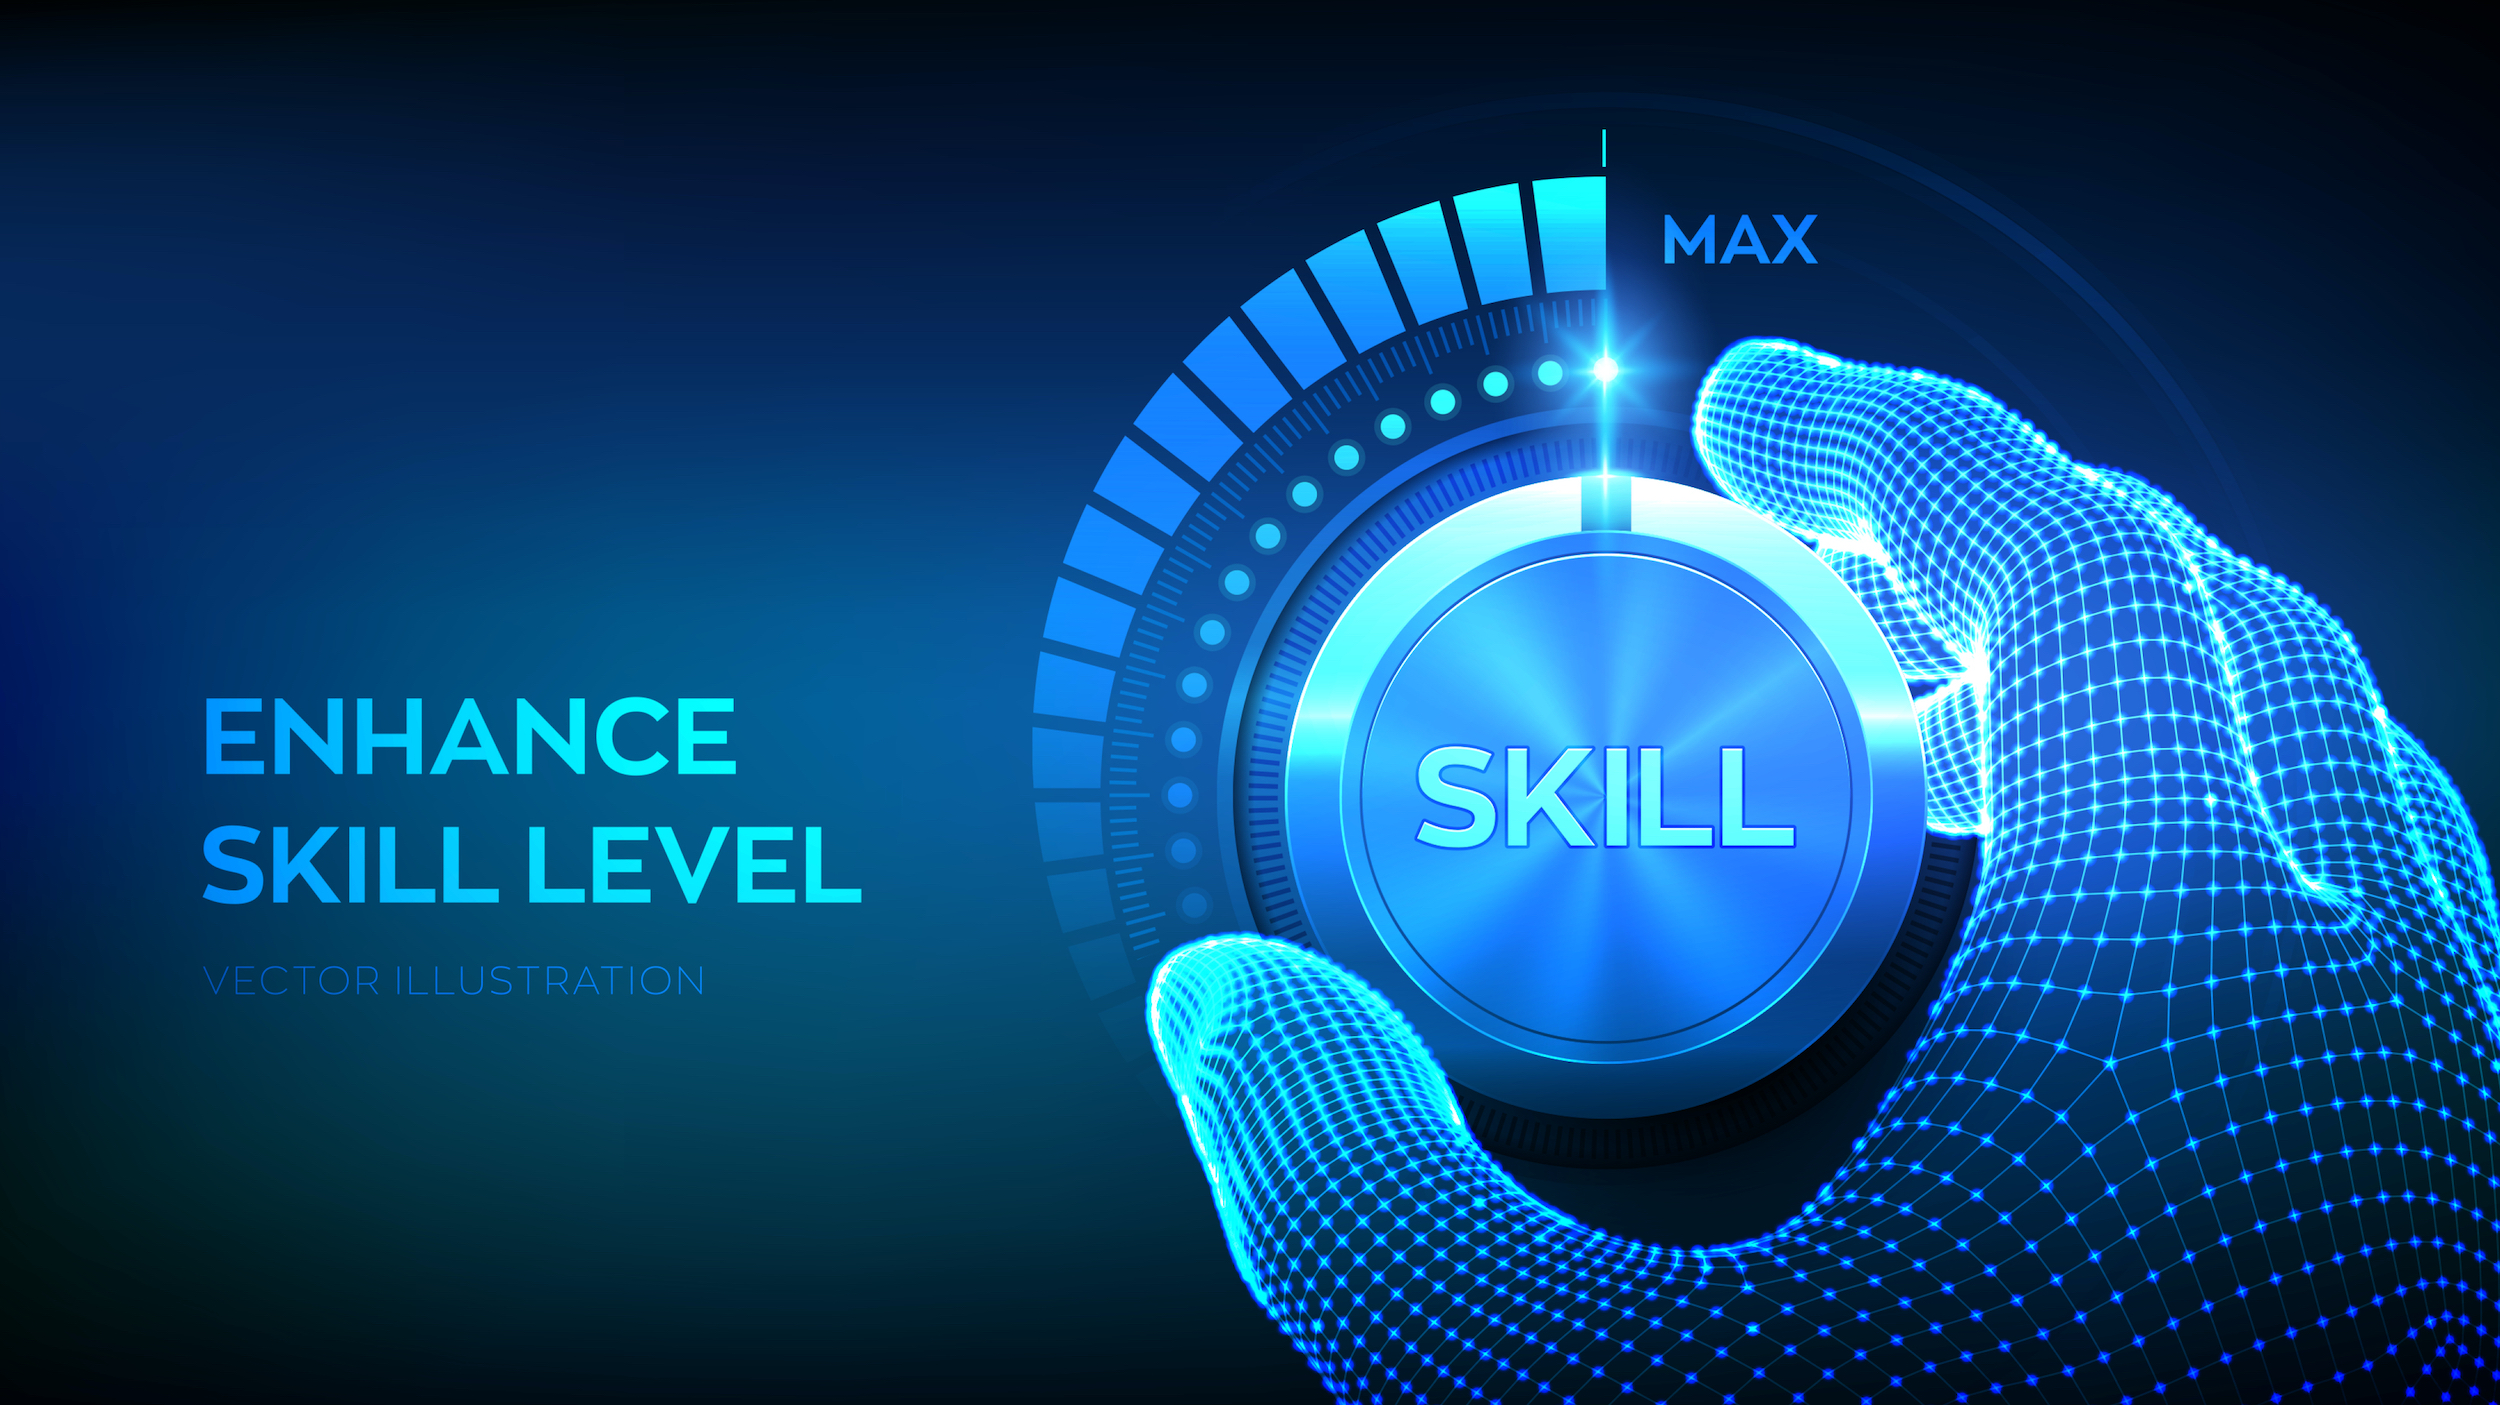 MAX
ENHANCE
SKILL LEVEL
VECTOR ILLUSTRATION
SKILL